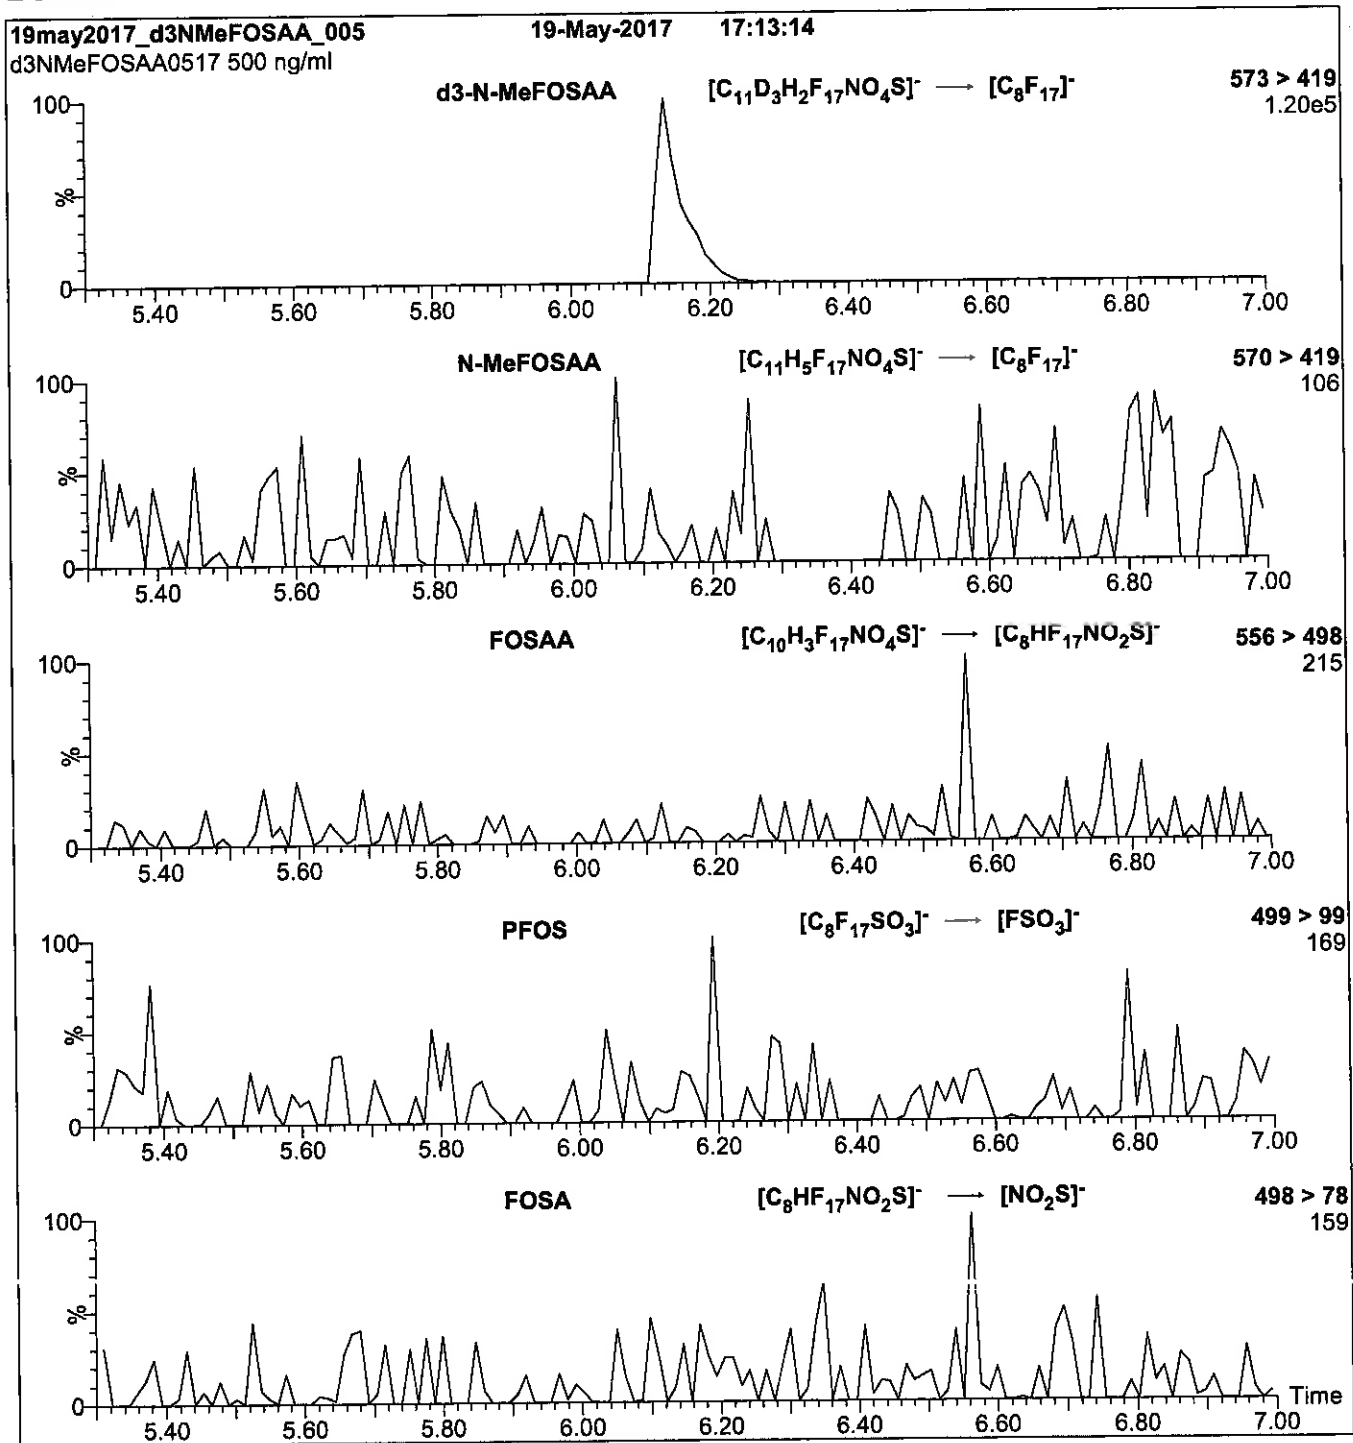 19may2017_d3NMeFOSAA_005 19-May-2017 17:13:14
d3NMeFOSAA0517 500 ng/ml
d3-N-MeFOSAA [C₁₁D₃H₂F₁₇NO₄S]⁻ ⟶ [C₈F₁₇]⁻ 573 > 419
1.20e5
100
%
0
5.40 5.60 5.80 6.00 6.20 6.40 6.60 6.80 7.00
N-MeFOSAA [C₁₁H₅F₁₇NO₄S]⁻ ⟶ [C₈F₁₇]⁻ 570 > 419
106
100
%
0
5.40 5.60 5.80 6.00 6.20 6.40 6.60 6.80 7.00
FOSAA [C₁₀H₃F₁₇NO₄S]⁻ ⟶ [C₈HF₁₇NO₂S]⁻ 556 > 498
215
100
%
0
5.40 5.60 5.80 6.00 6.20 6.40 6.60 6.80 7.00
PFOS [C₈F₁₇SO₃]⁻ ⟶ [FSO₃]⁻ 499 > 99
169
100
%
0
5.40 5.60 5.80 6.00 6.20 6.40 6.60 6.80 7.00
FOSA [C₈HF₁₇NO₂S]⁻ ⟶ [NO₂S]⁻ 498 > 78
159
100
%
0
Time
5.40 5.60 5.80 6.00 6.20 6.40 6.60 6.80 7.00